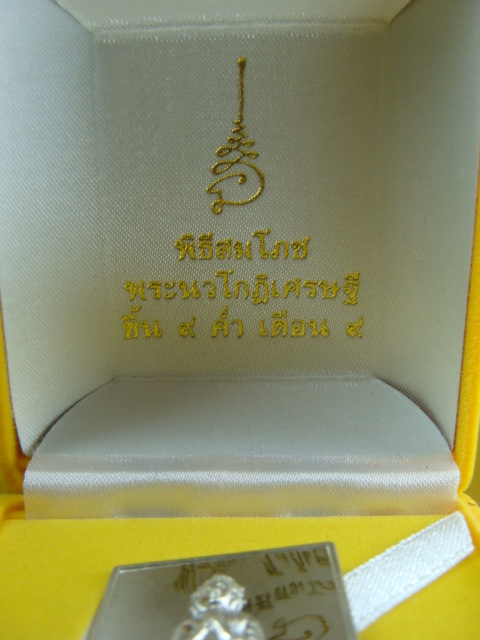 พิธีสมโภช
พระนวโกฏิเศรษฐี
ขึ้น ๙ ค่ำ เดือน ๙